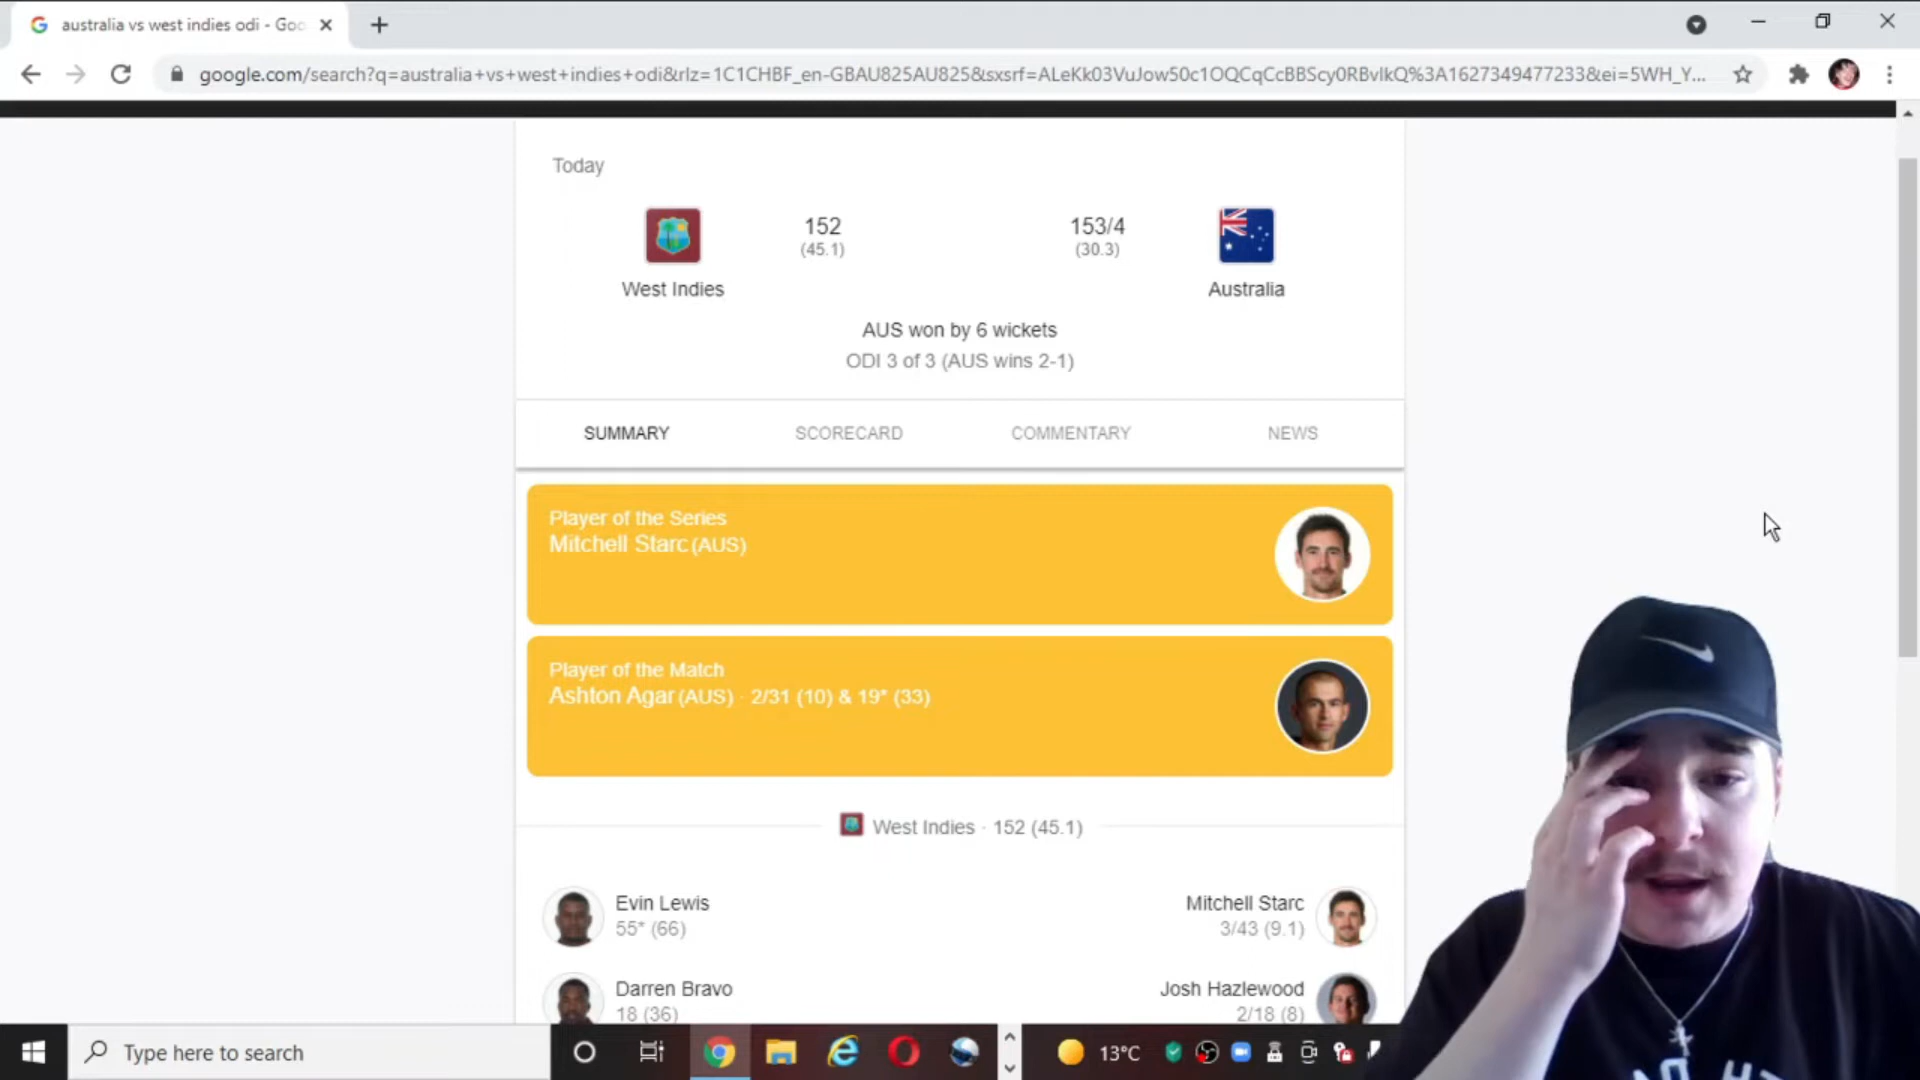 australia vs west indies odi - Goo
google.com/search?q=australia+vs+west+indies+odi&rlz=1C1CHBF_en-GBAU825AU825&sxsrf=ALeKk03VuJow50c1OQCqCcBBScy0RBvIkQ%3A1627349477233&ei=5WH_Y...
Today
152
(45.1)
153/4
(30.3)
West Indies
Australia
AUS won by 6 wickets
ODI 3 of 3 (AUS wins 2-1)
SUMMARY SCORECARD COMMENTARY NEWS
Player of the Series
Mitchell Starc (AUS)
Player of the Match
Ashton Agar (AUS) · 2/31 (10) & 19* (33)
West Indies · 152 (45.1)
Evin Lewis
55* (66)
Mitchell Starc
3/43 (9.1)
Darren Bravo
18 (36)
Josh Hazlewood
2/18 (8)
Type here to search
13°C